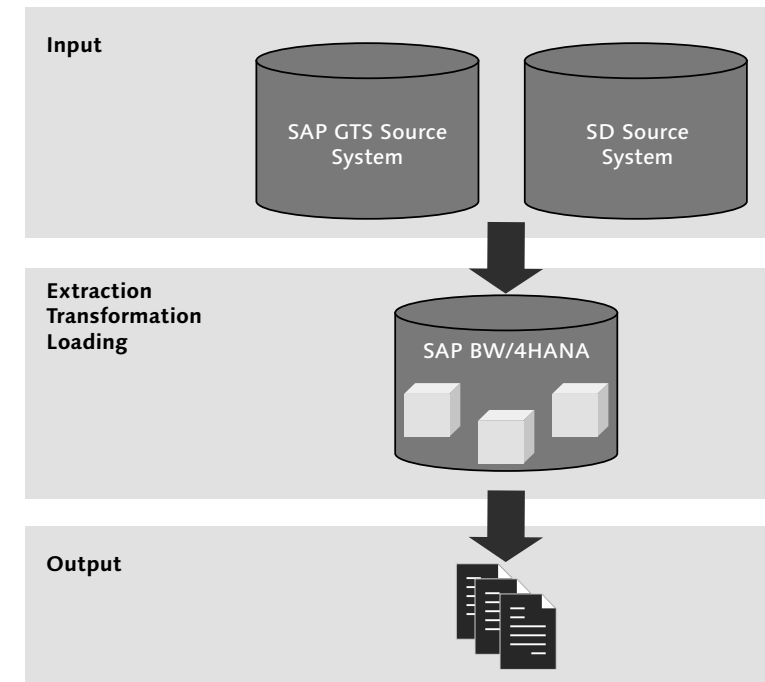 Input
SAP GTS Source
System
SD Source
System
Extraction
Transformation
Loading
SAP BW/4HANA
Output